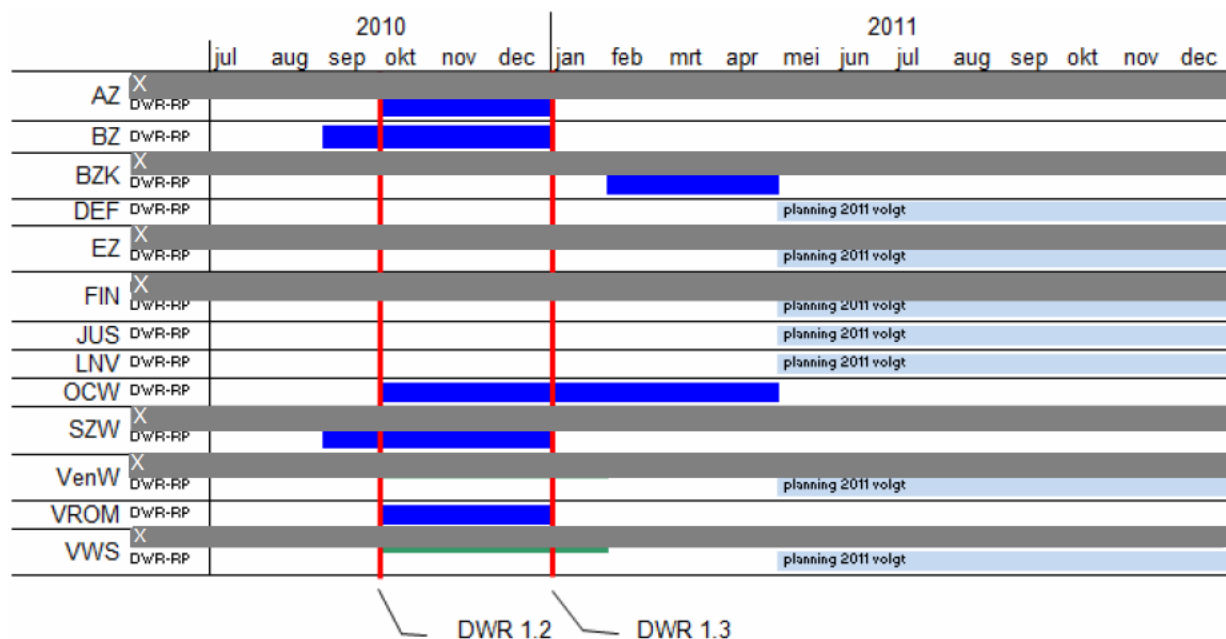 2010 2011
jul aug sep okt nov dec jan feb mrt apr mei jun jul aug sep okt nov dec
X
AZ DWR-RP
BZ DWR-RP
X
BZK DWR-RP
DEF DWR-RP planning 2011 volgt
X
EZ DWR-RP planning 2011 volgt
X
FIN DWR-RP planning 2011 volgt
JUS DWR-RP planning 2011 volgt
LNV DWR-RP planning 2011 volgt
OCW DWR-RP
X
SZW DWR-RP
X
VenW DWR-RP planning 2011 volgt
VROM DWR-RP
X
VWS DWR-RP planning 2011 volgt
DWR 1.2 DWR 1.3